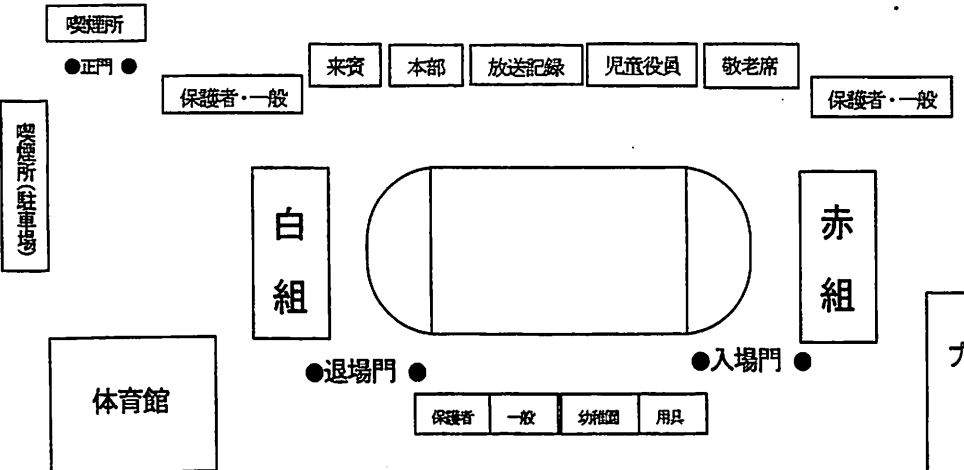 喫煙所
●正門 ●
来賓
本部
放送記録
児童役員
敬老席
保護者・一般
保護者・一般
喫煙所(駐車場)
白組
赤組
●退場門 ●
●入場門 ●
体育館
保護者
一般
幼稚園
用具